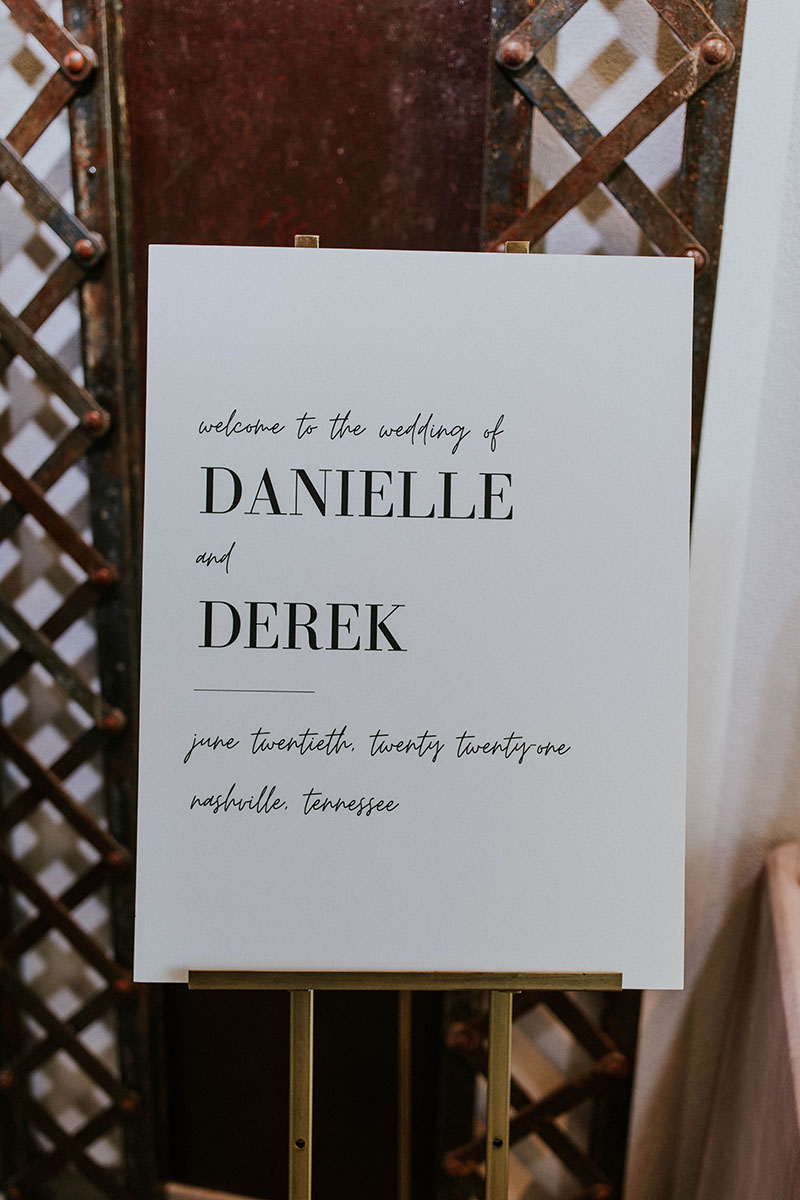 welcome to the wedding of
DANIELLE
and
DEREK
june twentieth, twenty twenty-one
nashville, tennessee